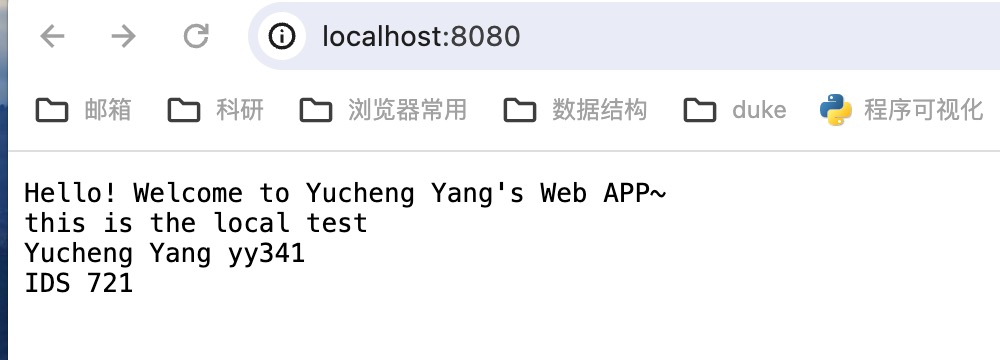 localhost:8080
邮箱 科研 浏览器常用 数据结构 duke 程序可视化
Hello! Welcome to Yucheng Yang's Web APP~
this is the local test
Yucheng Yang yy341
IDS 721